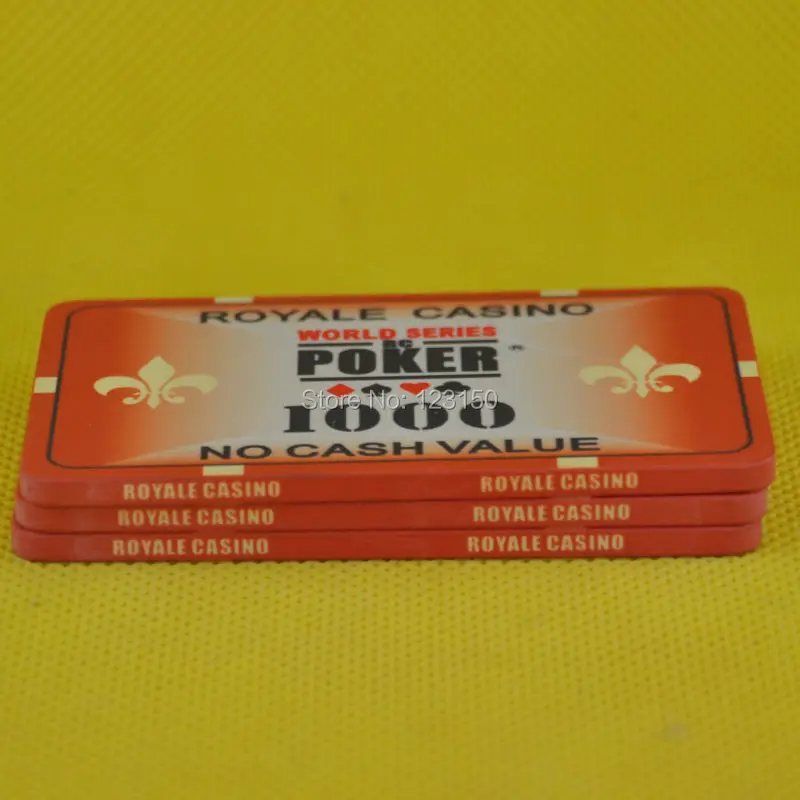 ROYALE CASINO
WORLD SERIES
RC
POKER ®
Store No: 123150
1000
NO CASH VALUE
ROYALE CASINO ROYALE CASINO
ROYALE CASINO ROYALE CASINO
ROYALE CASINO ROYALE CASINO